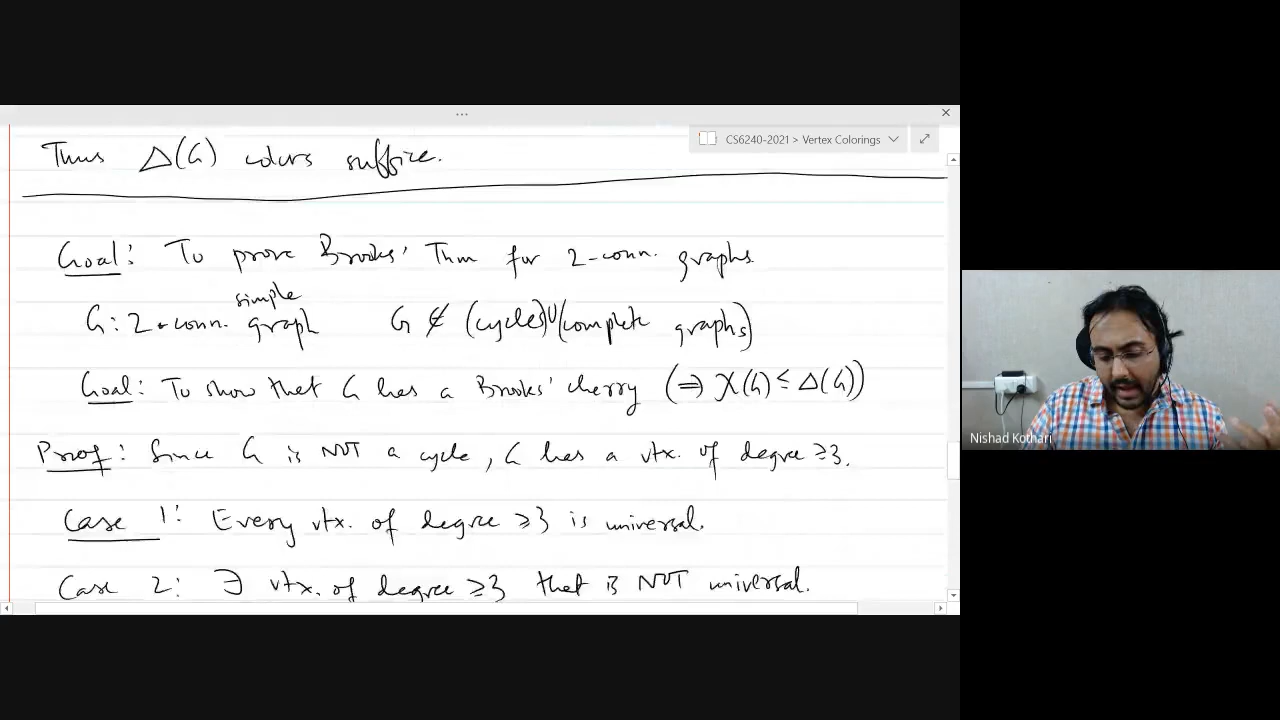 CS6240-2021 > Vertex Colorings
Thus Δ(G) colors suffice.
Goal: To prove Brooks' Thm for 2-conn. graphs.
G: 2-conn. simple graph G ∉ (cycles) ∪ (complete graphs)
Goal: To show that G has a Brooks' cherry (⇒ χ(G) ≤ Δ(G))
Proof: Since G is NOT a cycle, G has a vtx. of degree ≥3.
Case 1: Every vtx. of degree ≥3 is universal.
Case 2: ∃ vtx. of degree ≥3 that is NOT universal.
Nishad Kothari